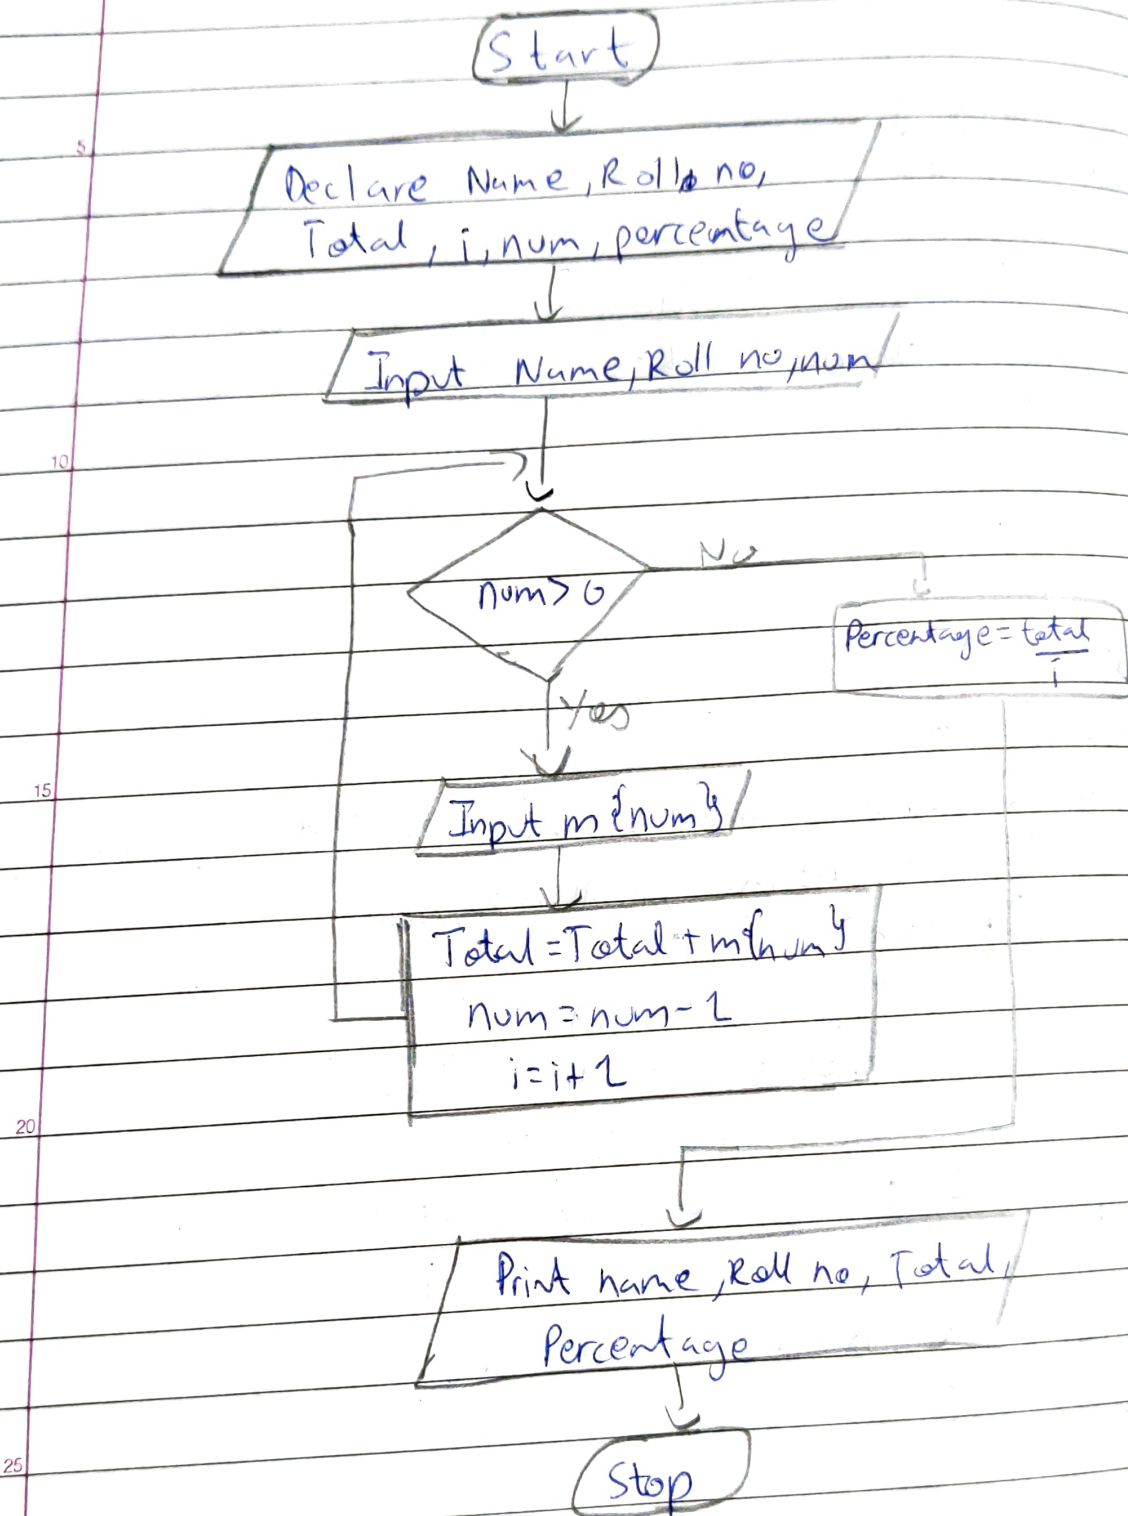 Start
5
Declare Name, Roll no,
Total, i, num, percentage
Input Name, Roll no, num
10
num > 0
No
Percentage = total
i
Yes
15
Input m{num}
Total = Total + m{num}
num = num - 1
i = i + 1
20
Print name, Roll no, Total,
Percentage
25
Stop